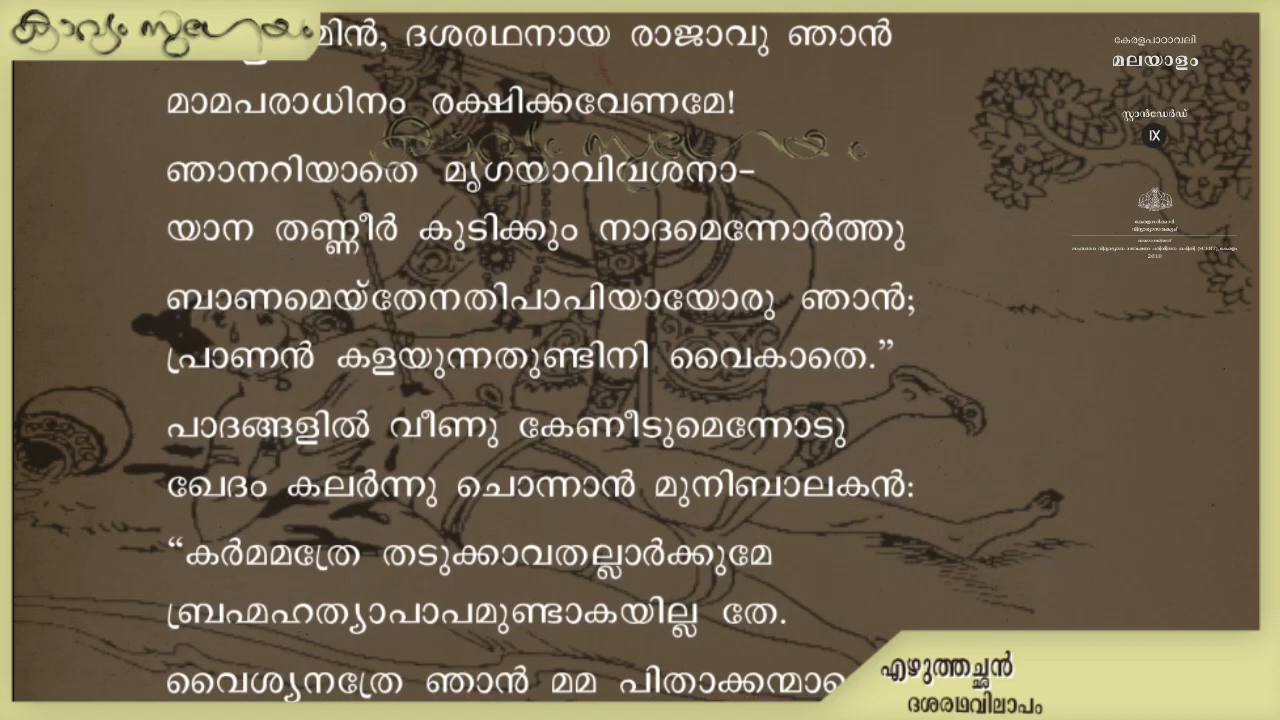 കാവ്യം സുഗേയം
മിൻ, ദശരഥനായ രാജാവു ഞാൻ
മാമപരാധിനം രക്ഷിക്കവേണമേ!
ഞാനറിയാതെ മൃഗയാവിവശനാ–
യാന തണ്ണീർ കുടിക്കും നാദമെന്നോർത്തു
ബാണമെയ്തേനതിപാപിയായോരു ഞാൻ;
പ്രാണൻ കളയുന്നതുണ്ടിനി വൈകാതെ.”
പാദങ്ങളിൽ വീണു കേണീടുമെന്നോടു
ഖേദം കലർന്നു ചൊന്നാൻ മുനിബാലകൻ:
“കർമമത്രേ തടുക്കാവതല്ലാർക്കുമേ
ബ്രഹ്മഹത്യാപാപമുണ്ടാകയില്ല തേ.
വൈശ്യനത്രേ ഞാൻ മമ പിതാക്കന്മാ
കേരളപാഠാവലി
മലയാളം
സ്റ്റാൻഡേർഡ്
IX
എഴുത്തച്ഛൻ
ദശരഥവിലാപം